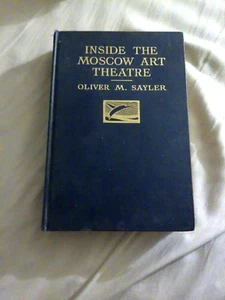 INSIDE THE
MOSCOW ART
THEATRE
OLIVER M. SAYLER